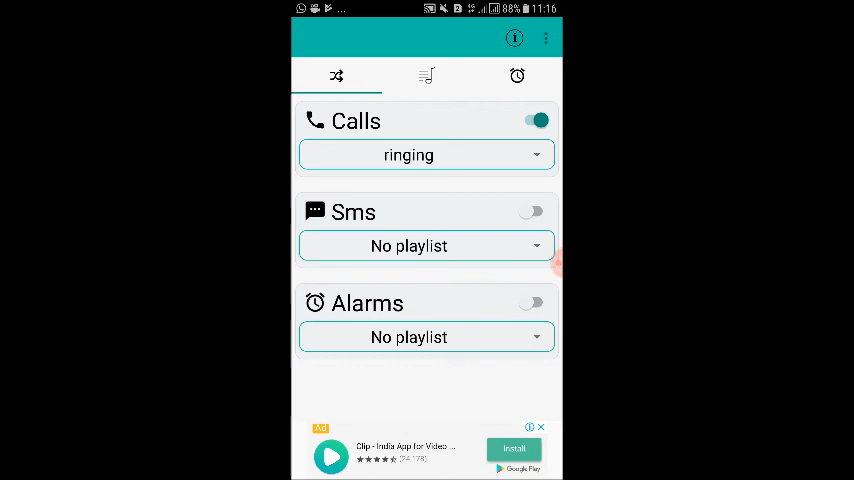 ... 4G 88% 11:16
Calls
ringing
Sms
No playlist
Alarms
No playlist
Ad
Clip - India App for Video ...
(24,178)
Install
Google Play